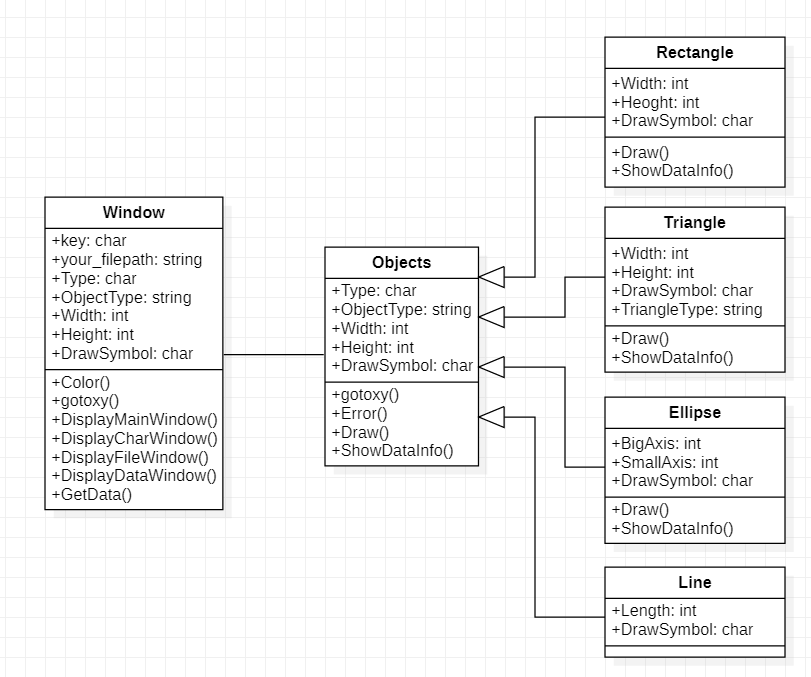 Window
+key: char
+your_filepath: string
+Type: char
+ObjectType: string
+Width: int
+Height: int
+DrawSymbol: char
+Color()
+gotoxy()
+DisplayMainWindow()
+DisplayCharWindow()
+DisplayFileWindow()
+DisplayDataWindow()
+GetData()
Objects
+Type: char
+ObjectType: string
+Width: int
+Height: int
+DrawSymbol: char
+gotoxy()
+Error()
+Draw()
+ShowDataInfo()
Rectangle
+Width: int
+Heoght: int
+DrawSymbol: char
+Draw()
+ShowDataInfo()
Triangle
+Width: int
+Height: int
+DrawSymbol: char
+TriangleType: string
+Draw()
+ShowDataInfo()
Ellipse
+BigAxis: int
+SmallAxis: int
+DrawSymbol: char
+Draw()
+ShowDataInfo()
Line
+Length: int
+DrawSymbol: char